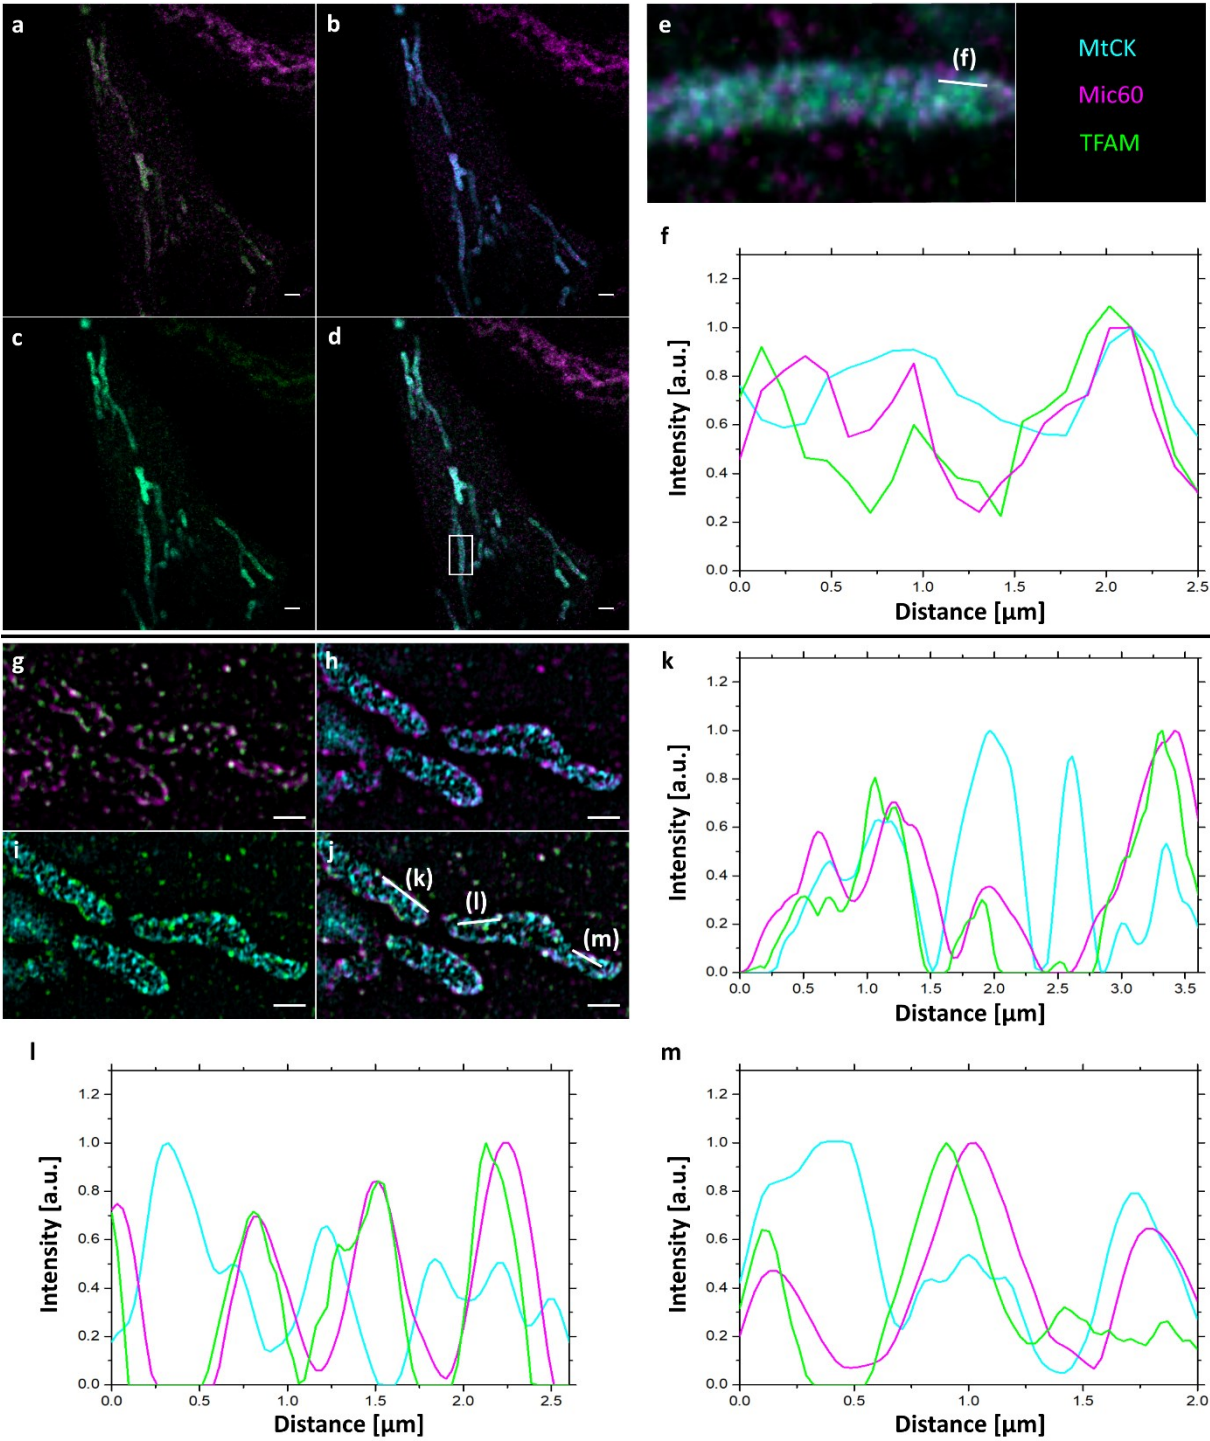 a
b
e
(f)
MtCK
Mic60
TFAM
c
d
f
1.2
1.0
0.8
0.6
0.4
0.2
0.0
Intensity [a.u.]
0.0 0.5 1.0 1.5 2.0 2.5
Distance [µm]
g
h
i
j
(k)
(l)
(m)
k
1.2
1.0
0.8
0.6
0.4
0.2
0.0
Intensity [a.u.]
0.0 0.5 1.0 1.5 2.0 2.5 3.0 3.5
Distance [µm]
l
1.2
1.0
0.8
0.6
0.4
0.2
0.0
Intensity [a.u.]
0.0 0.5 1.0 1.5 2.0 2.5
Distance [µm]
m
1.2
1.0
0.8
0.6
0.4
0.2
0.0
Intensity [a.u.]
0.0 0.5 1.0 1.5 2.0
Distance [µm]